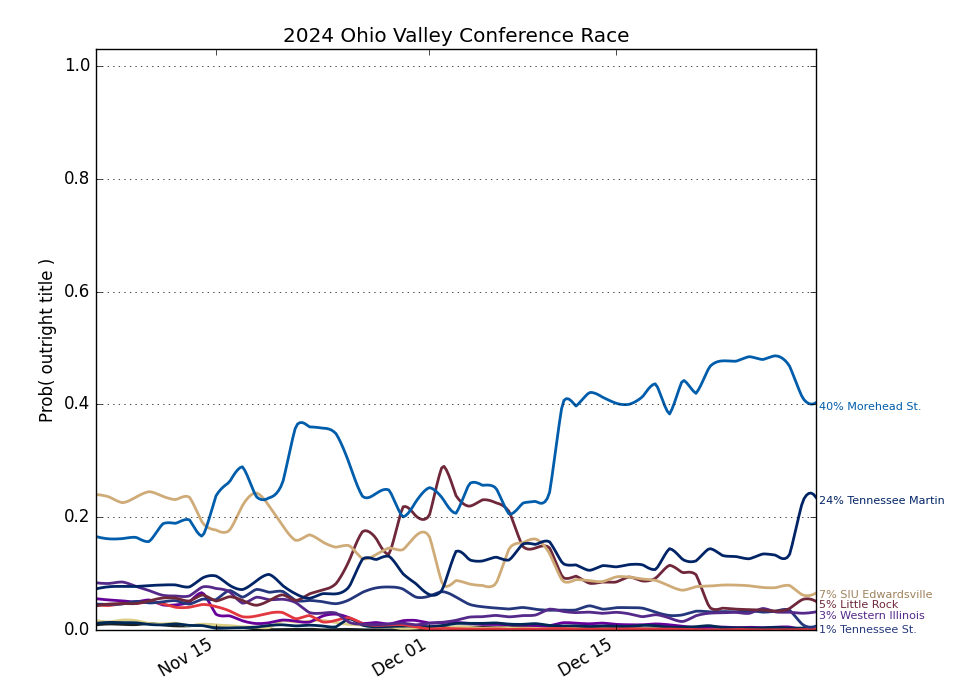 2024 Ohio Valley Conference Race
Prob( outright title )
1.0
0.8
0.6
0.4
0.2
0.0
Nov 15
Dec 01
Dec 15
40% Morehead St.
24% Tennessee Martin
7% SIU Edwardsville
5% Little Rock
3% Western Illinois
1% Tennessee St.